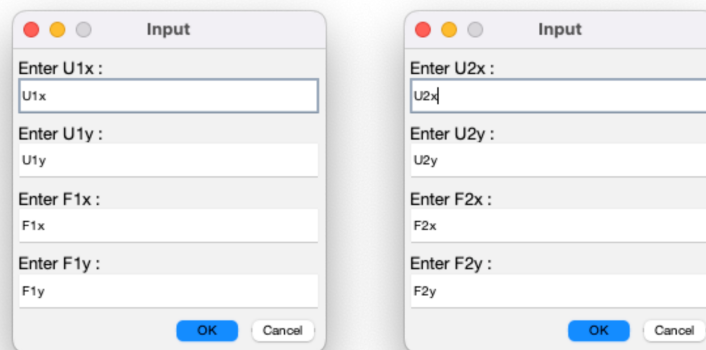 Input
Enter U1x :
U1x
Enter U1y :
U1y
Enter F1x :
F1x
Enter F1y :
F1y
OK Cancel
Input
Enter U2x :
U2x
Enter U2y :
U2y
Enter F2x :
F2x
Enter F2y :
F2y
OK Cancel